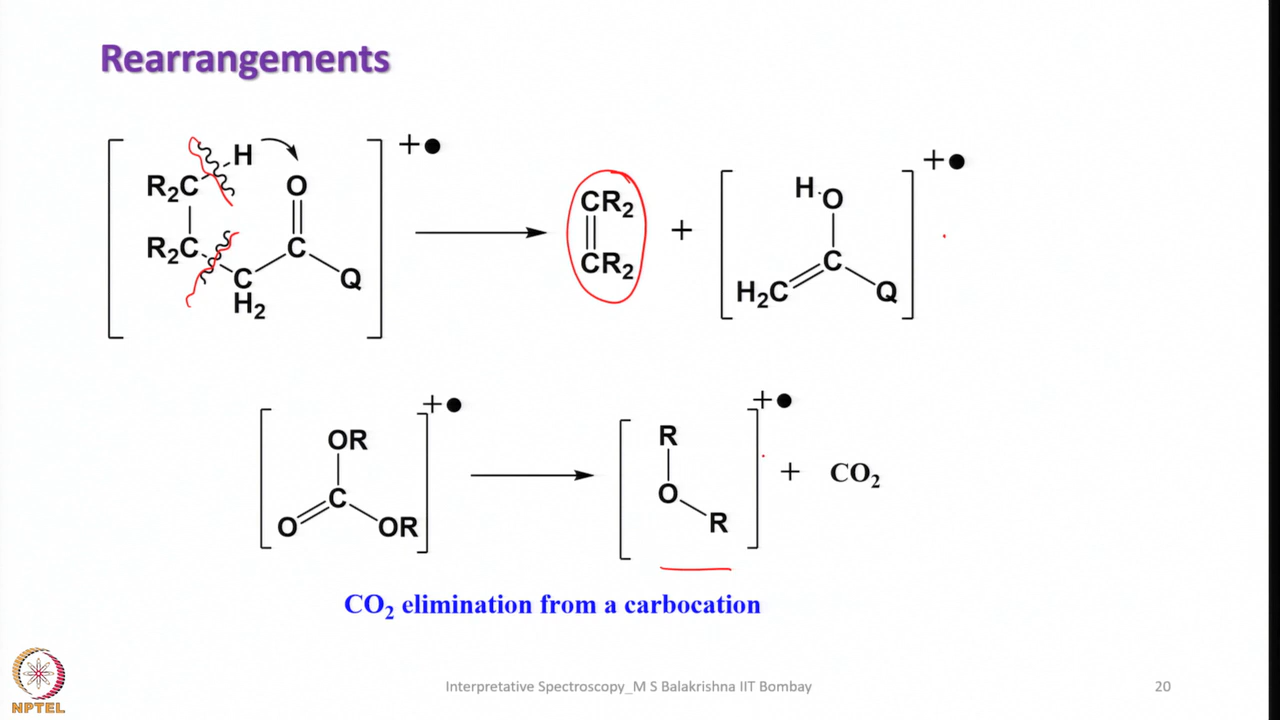 Rearrangements
[ R₂C H O ]+•
R₂C C Q
C
H₂
CR₂
CR₂
+
[ H O ]+•
H₂C C Q
[ OR ]+•
C
O OR
[ R ]+•
O
R
+ CO₂
CO₂ elimination from a carbocation
NPTEL
Interpretative Spectroscopy_M S Balakrishna IIT Bombay
20